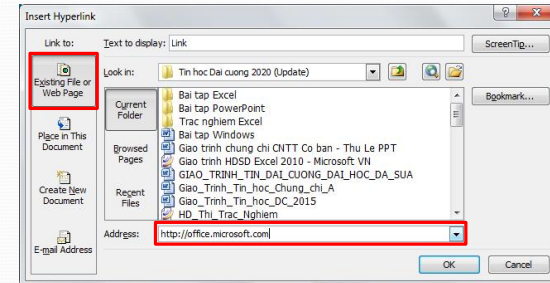 Insert Hyperlink
Link to:
Text to display: Link
ScreenTip...
Existing File or
Web Page
Look in: Tin hoc Dai cuong 2020 (Update)
Bookmark...
Current
Folder
Bai tap Excel
Bai tap PowerPoint
Trac nghiem Excel
Bai tap Windows
Giao trinh chung chi CNTT Co ban - Thu Le PPT
Giao trinh HDSD Excel 2010 - Microsoft VN
GIAO_TRINH_TIN_DAI_CUONG_DAI_HOC_DA_SUA
Giao_Trinh_Tin_hoc_Chung_chi_A
Giao_Trinh_Tin_hoc_DC_2015
HD_Thi_Trac_Nghiem
Place in This
Document
Browsed
Pages
Create New
Document
Recent
Files
E-mail Address
Address: http://office.microsoft.com
OK
Cancel